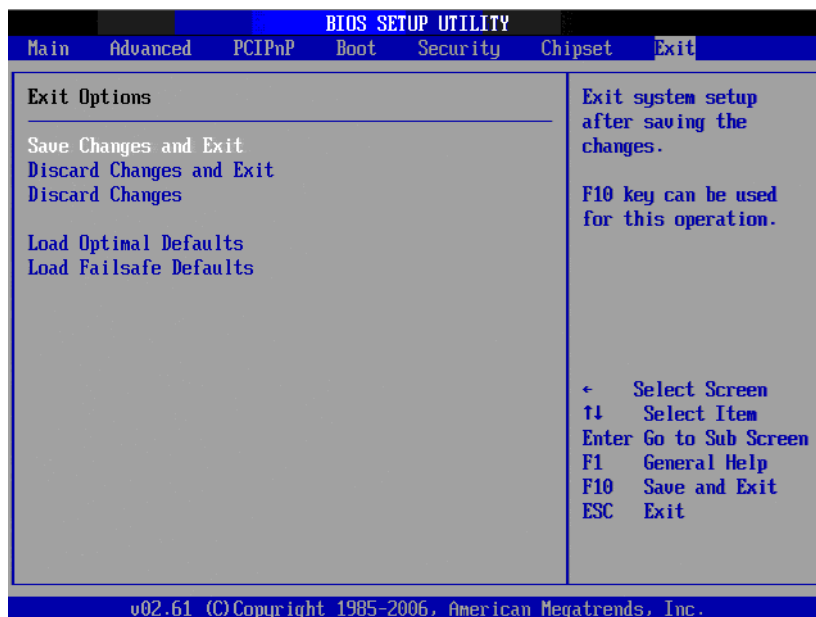 BIOS SETUP UTILITY
Main Advanced PCIPnP Boot Security Chipset Exit
Exit Options
Save Changes and Exit
Discard Changes and Exit
Discard Changes
Load Optimal Defaults
Load Failsafe Defaults
Exit system setup
after saving the
changes.
F10 key can be used
for this operation.
← Select Screen
↑↓ Select Item
Enter Go to Sub Screen
F1 General Help
F10 Save and Exit
ESC Exit
v02.61 (C)Copyright 1985-2006, American Megatrends, Inc.